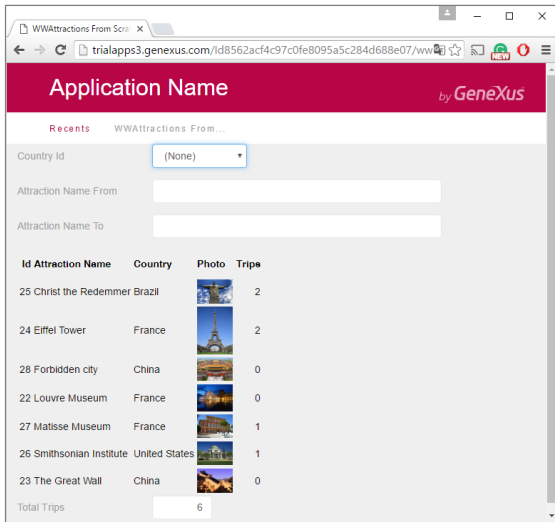 WWAttractions From Scra
trialapps3.genexus.com/Id8562acf4c97c0fe8095a5c284d688e07/ww
NEW
Application Name
by GeneXus
Recents WWAttractions From...
Country Id (None)
Attraction Name From
Attraction Name To
Id Attraction Name Country Photo Trips
25 Christ the Redemmer Brazil 2
24 Eiffel Tower France 2
28 Forbidden city China 0
22 Louvre Museum France 0
27 Matisse Museum France 1
26 Smithsonian Institute United States 1
23 The Great Wall China 0
Total Trips 6